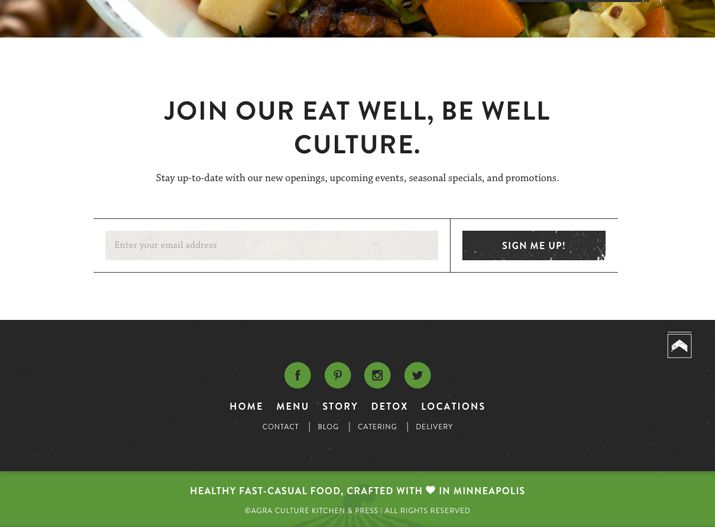 JOIN OUR EAT WELL, BE WELL
CULTURE.
Stay up-to-date with our new openings, upcoming events, seasonal specials, and promotions.
Enter your email address
SIGN ME UP!
HOME MENU STORY DETOX LOCATIONS
CONTACT | BLOG | CATERING | DELIVERY
HEALTHY FAST-CASUAL FOOD, CRAFTED WITH ♥ IN MINNEAPOLIS
©AGRA CULTURE KITCHEN & PRESS | ALL RIGHTS RESERVED